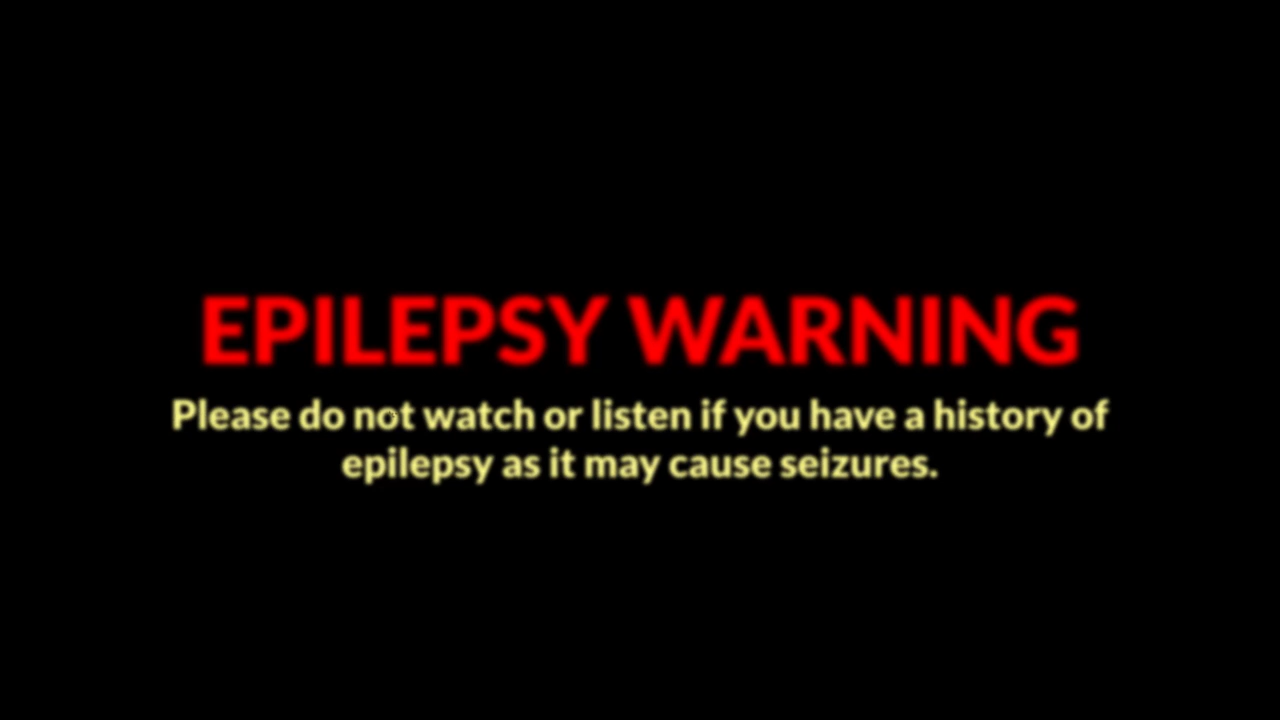 EPILEPSY WARNING
Please do not watch or listen if you have a history of
epilepsy as it may cause seizures.